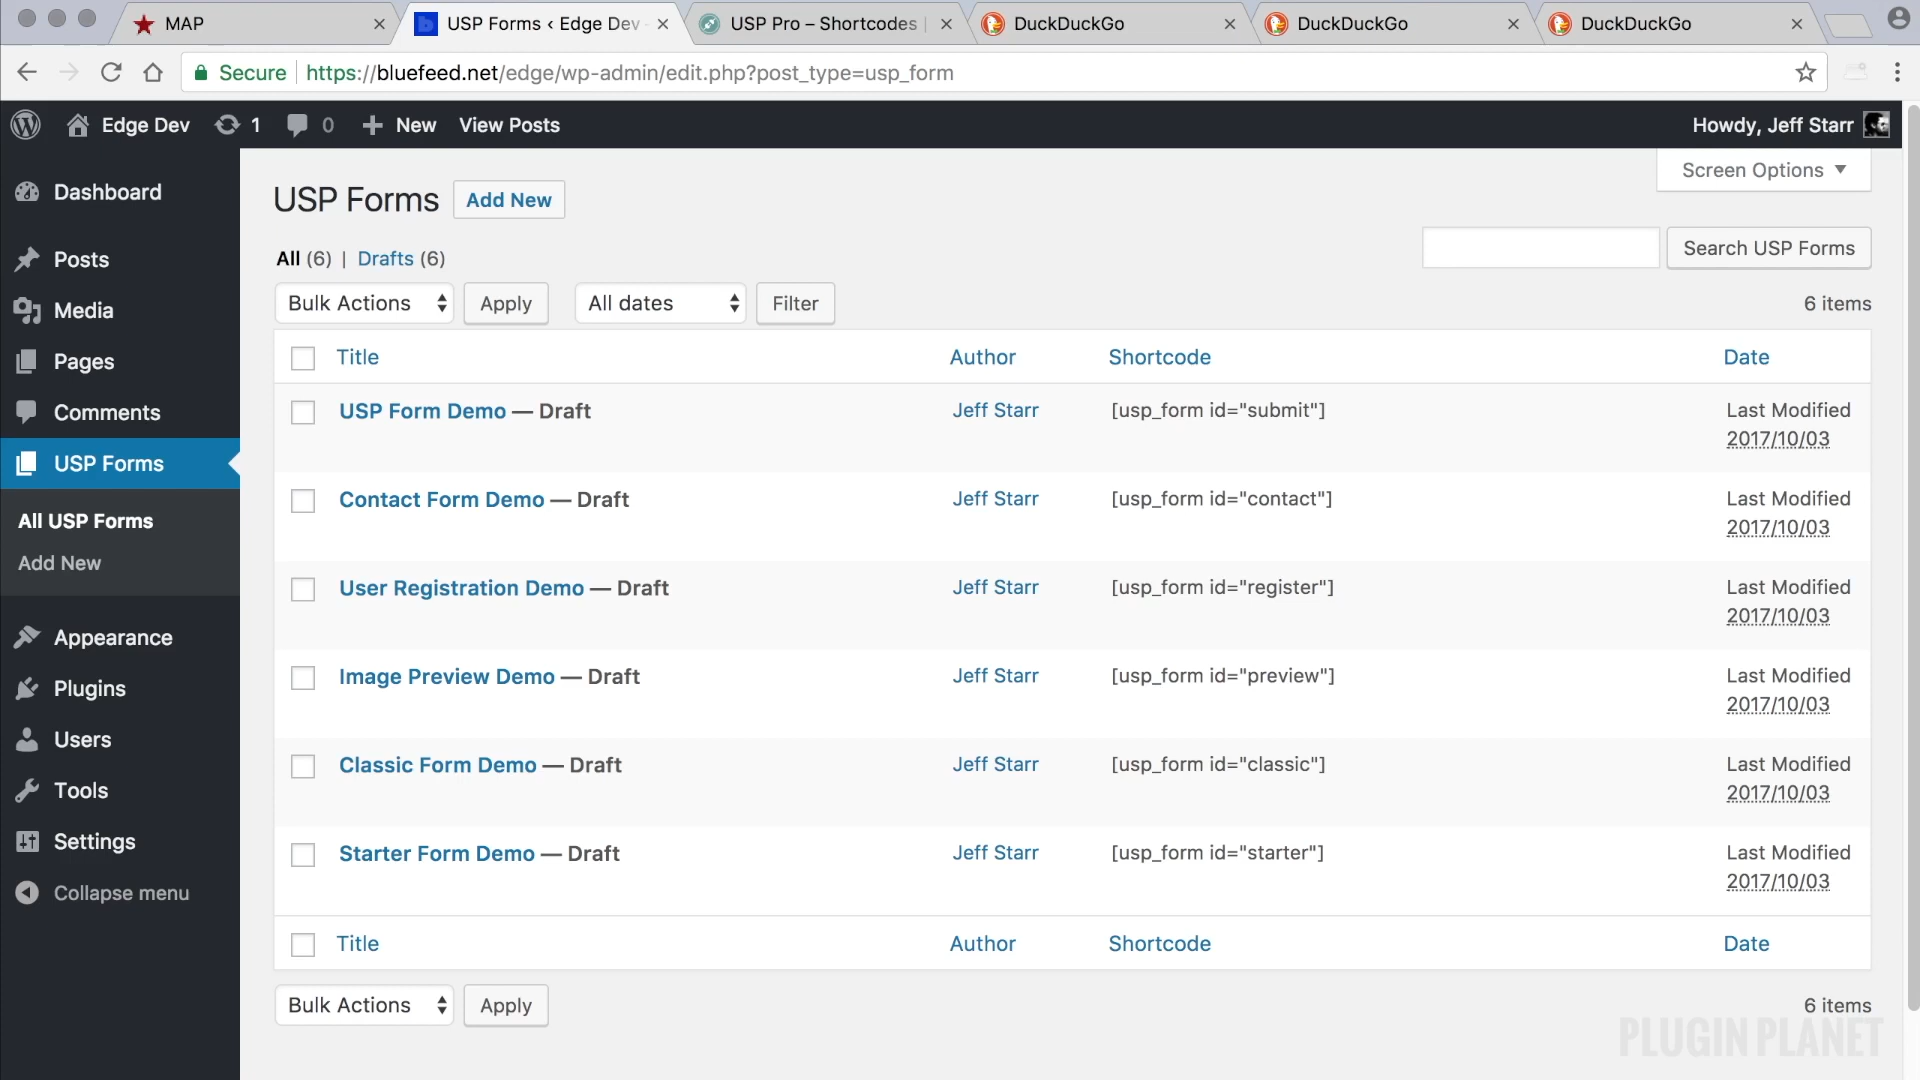 MAP
USP Forms ‹ Edge Dev
USP Pro – Shortcodes |
DuckDuckGo
DuckDuckGo
DuckDuckGo
Secure
https://bluefeed.net/edge/wp-admin/edit.php?post_type=usp_form
Edge Dev
1
0
New
View Posts
Howdy, Jeff Starr
Dashboard
Posts
Media
Pages
Comments
USP Forms
All USP Forms
Add New
Appearance
Plugins
Users
Tools
Settings
Collapse menu
Screen Options
USP Forms Add New
All (6) | Drafts (6)
Search USP Forms
Bulk Actions Apply All dates Filter
6 items
Title Author Shortcode Date
USP Form Demo — Draft Jeff Starr [usp_form id="submit"] Last Modified
2017/10/03
Contact Form Demo — Draft Jeff Starr [usp_form id="contact"] Last Modified
2017/10/03
User Registration Demo — Draft Jeff Starr [usp_form id="register"] Last Modified
2017/10/03
Image Preview Demo — Draft Jeff Starr [usp_form id="preview"] Last Modified
2017/10/03
Classic Form Demo — Draft Jeff Starr [usp_form id="classic"] Last Modified
2017/10/03
Starter Form Demo — Draft Jeff Starr [usp_form id="starter"] Last Modified
2017/10/03
Title Author Shortcode Date
Bulk Actions Apply
6 items
PLUGIN PLANET